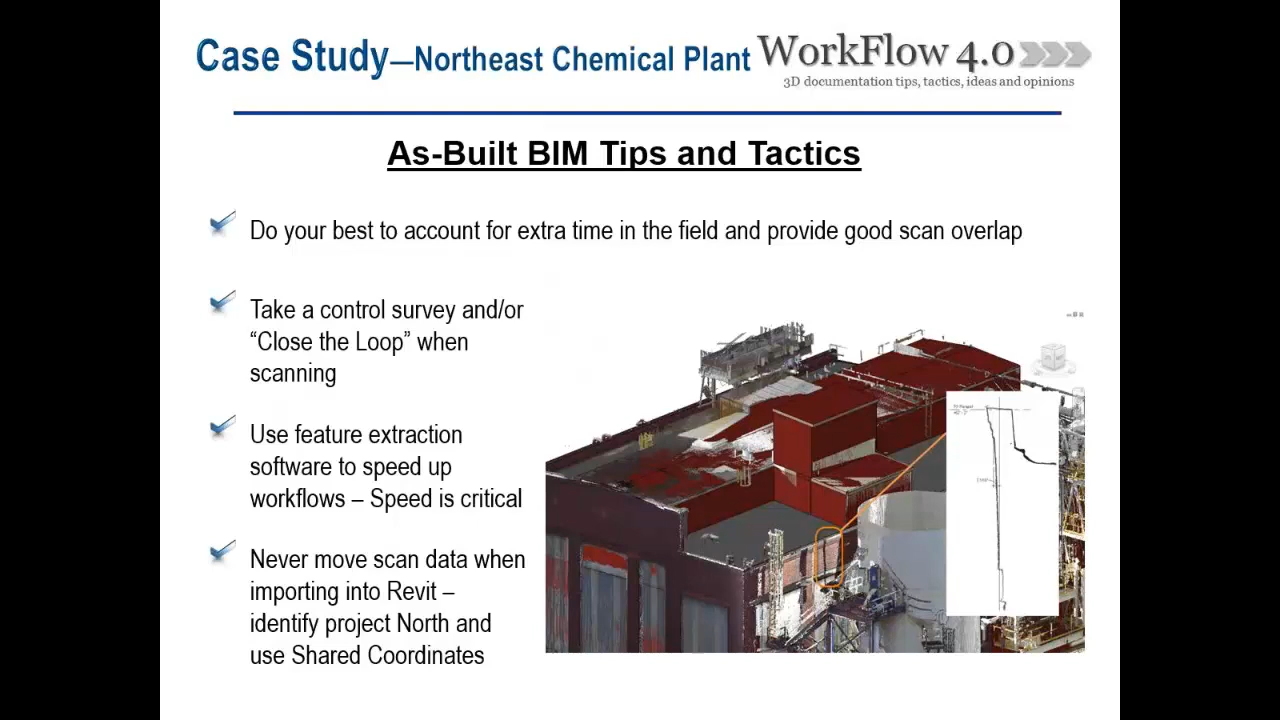 Case Study—Northeast Chemical Plant
WorkFlow 4.0
3D documentation tips, tactics, ideas and opinions
As-Built BIM Tips and Tactics
Do your best to account for extra time in the field and provide good scan overlap
Take a control survey and/or
“Close the Loop” when
scanning
Use feature extraction
software to speed up
workflows – Speed is critical
Never move scan data when
importing into Revit –
identify project North and
use Shared Coordinates